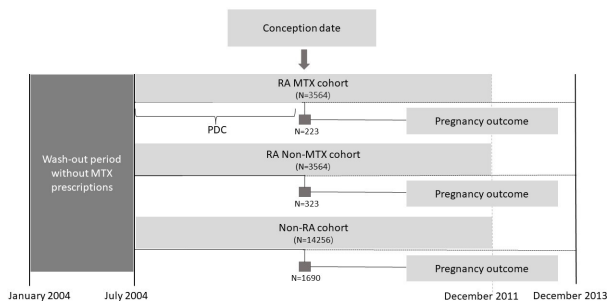 Conception date
RA MTX cohort
(N=3564)
PDC
N=223
Pregnancy outcome
Wash-out period
without MTX
prescriptions
RA Non-MTX cohort
(N=3564)
N=323
Pregnancy outcome
Non-RA cohort
(N=14256)
N=1690
Pregnancy outcome
January 2004
July 2004
December 2011
December 2013